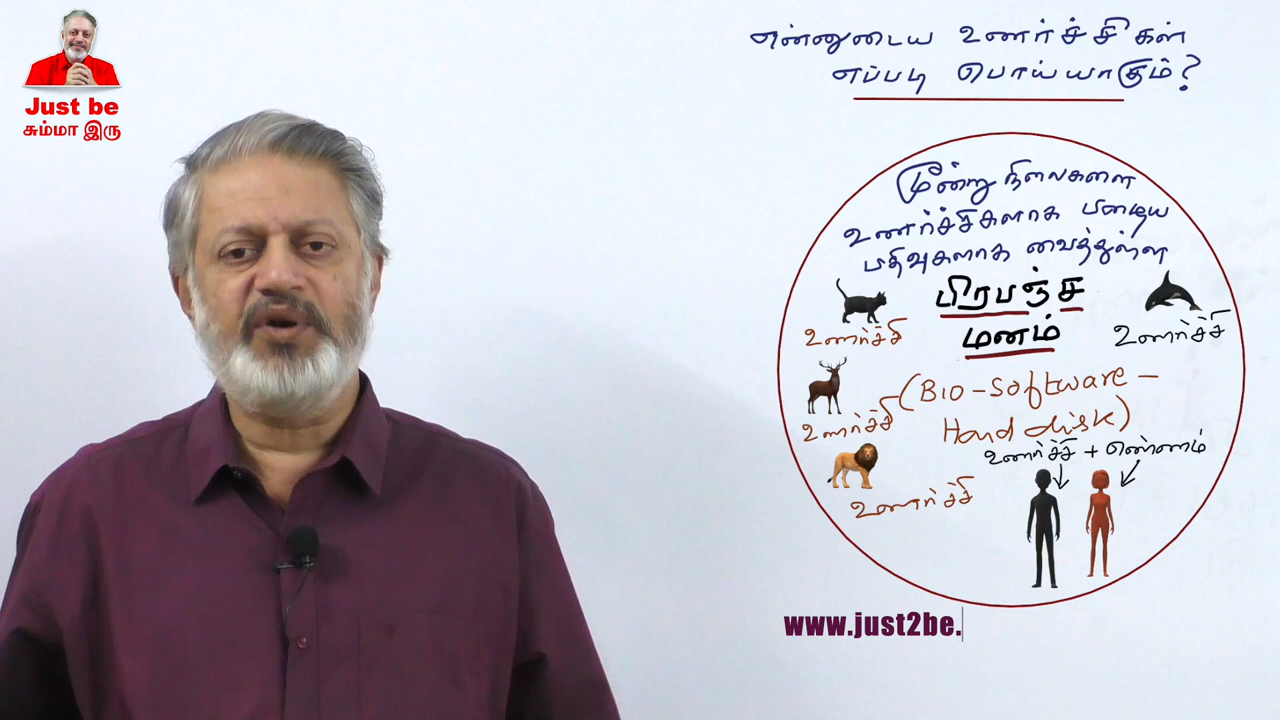 Just be
சும்மா இரு
என்னுடைய உணர்ச்சிகள்
எப்படி பொய்யாகும்?
மூன்று நிலைகளை
உணர்ச்சிகளாக பழைய
பதிவுகளாக வைத்துள்ள
பிரபஞ்ச
மனம்
உணர்ச்சி
உணர்ச்சி
(Bio-Software-
Hard disk)
உணர்ச்சி
உணர்ச்சி + எண்ணம்
உணர்ச்சி
www.just2be.